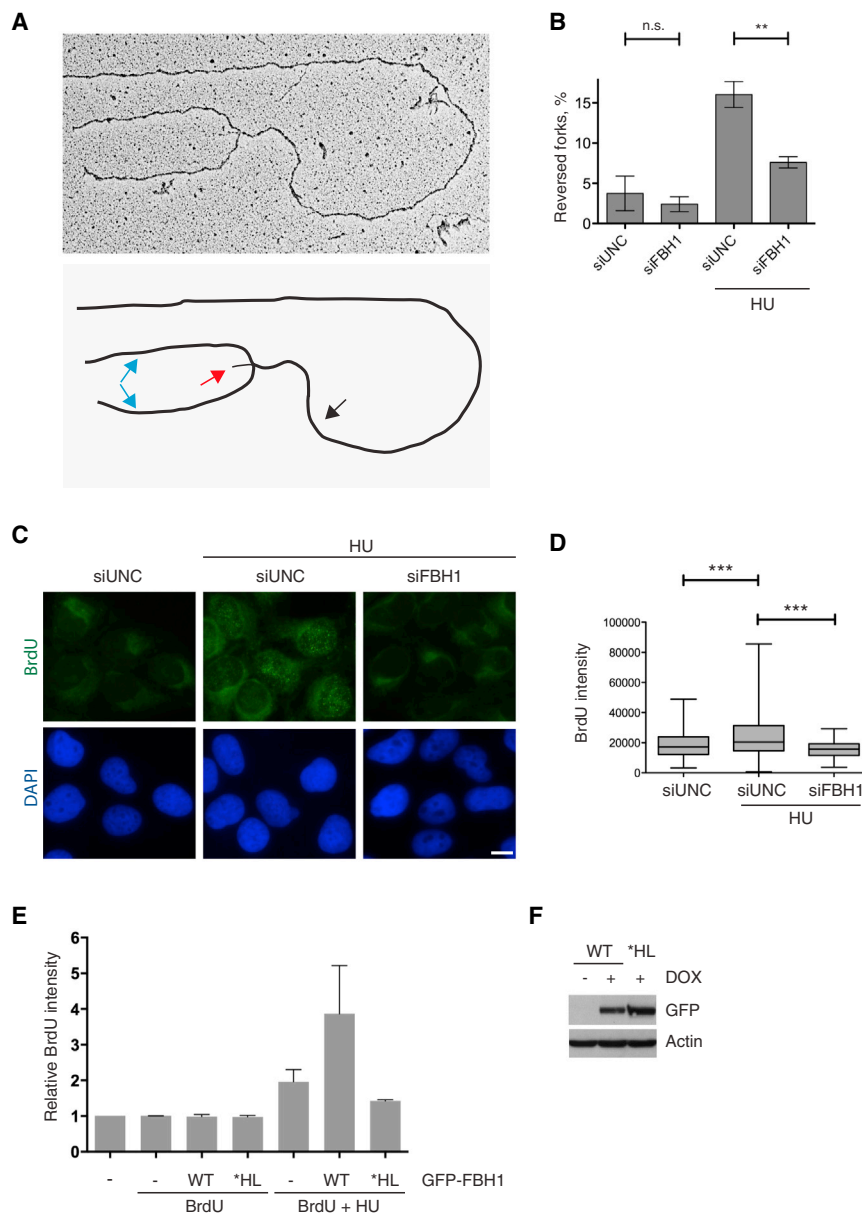 A
B
n.s.
**
Reversed forks, %
15
10
5
0
siUNC
siFBH1
siUNC
siFBH1
HU
C
HU
siUNC
siUNC
siFBH1
BrdU
DAPI
D
***
***
BrdU intensity
100000
80000
60000
40000
20000
0
siUNC
siUNC
siFBH1
HU
E
Relative BrdU intensity
6
5
4
3
2
1
0
- - WT *HL - WT *HL GFP-FBH1
BrdU BrdU + HU
F
WT *HL
- + + DOX
GFP
Actin